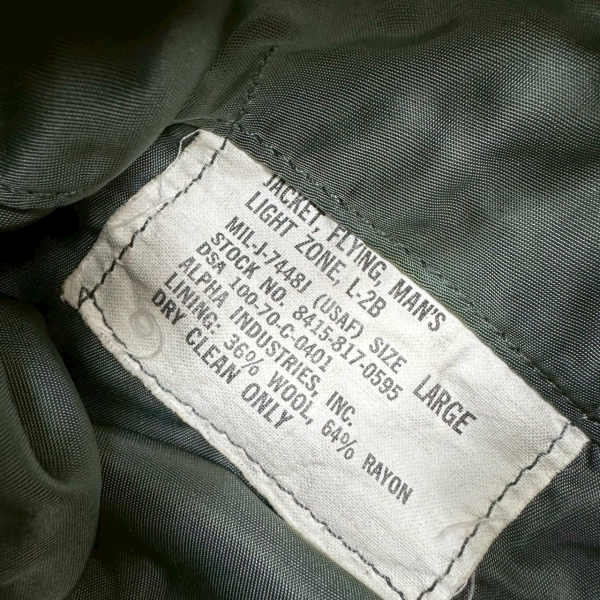 JACKET, FLYING, MAN'S
LIGHT ZONE L-2B
MIL-J-7448J (USAF) SIZE LARGE
STOCK NO. 8415-817-0595
DSA 100-70-C-0401
ALPHA INDUSTRIES, INC.
LINING: 36% WOOL, 64% RAYON
DRY CLEAN ONLY